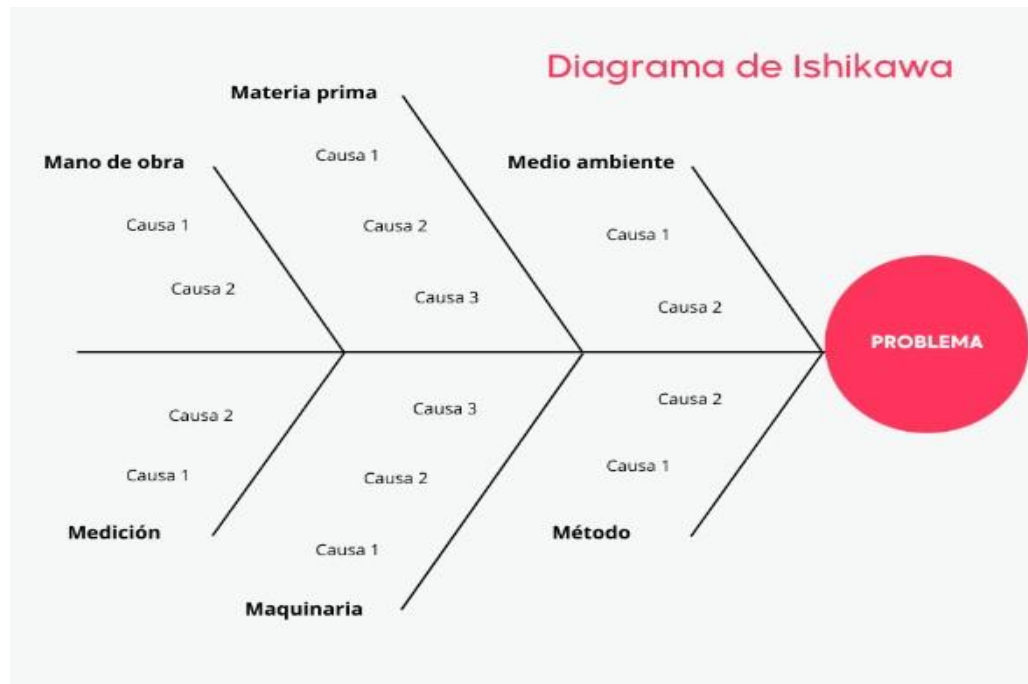 Diagrama de Ishikawa
Materia prima
Causa 1
Causa 2
Causa 3
Mano de obra
Causa 1
Causa 2
Medio ambiente
Causa 1
Causa 2
PROBLEMA
Causa 2
Causa 1
Medición
Causa 3
Causa 2
Causa 1
Maquinaria
Causa 2
Causa 1
Método